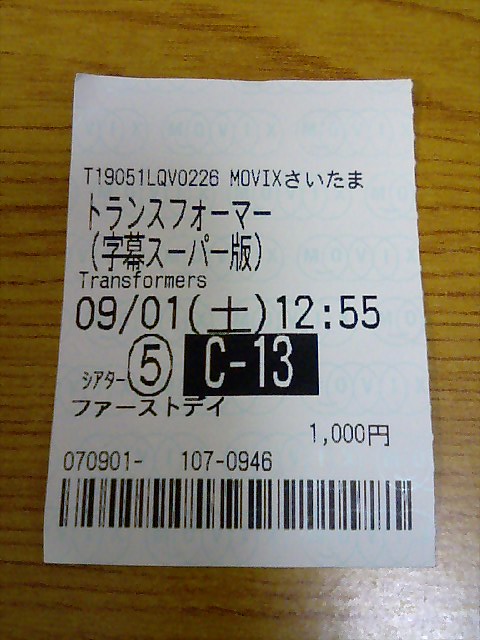 T19051LQV0226 MOVIXさいたま
トランスフォーマー
(字幕スーパー版)
Transformers
09/01(土)12:55
シアター⑤ C-13
ファーストデイ
1,000円
070901- 107-0946